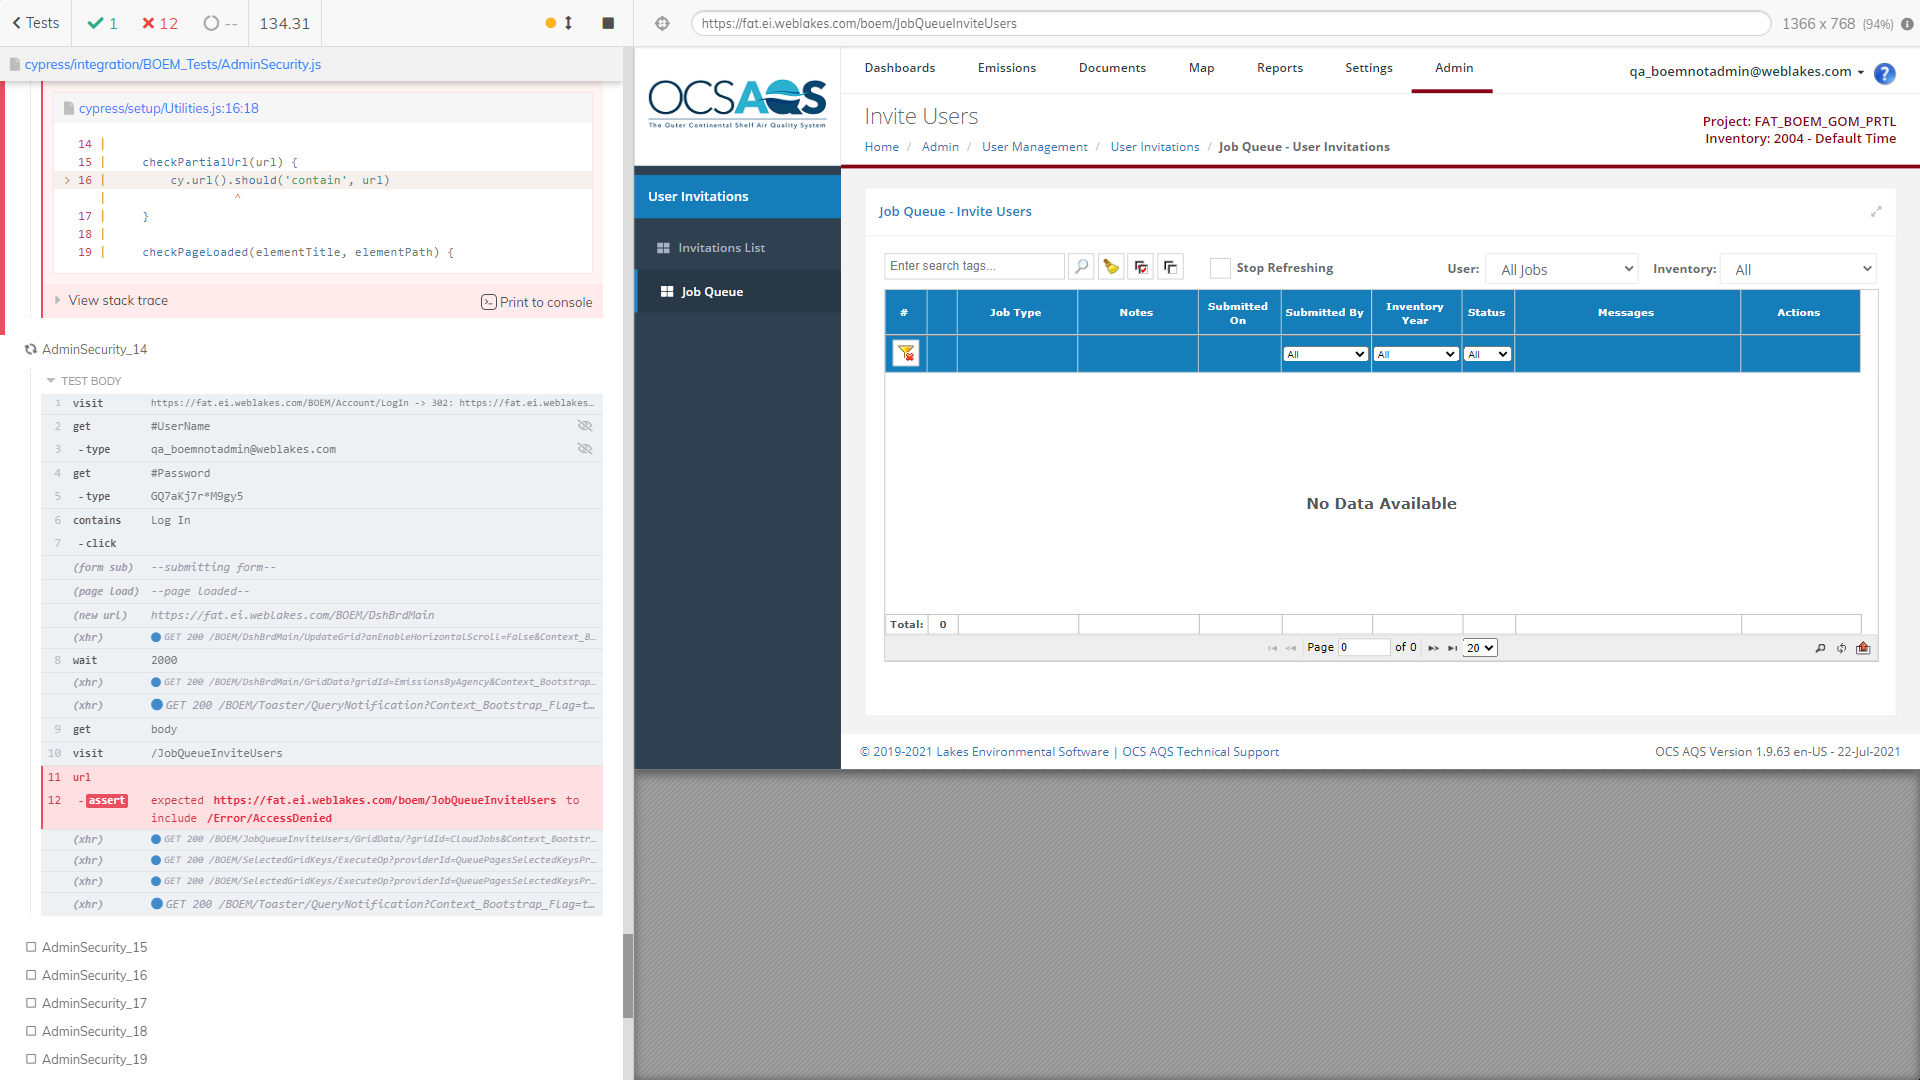 Tests
1
12
--
134.31
cypress/integration/BOEM_Tests/AdminSecurity.js
cypress/setup/Utilities.js:16:18
14 |
15 | checkPartialUrl(url) {
> 16 | cy.url().should('contain', url)
| ^
17 | }
18 |
19 | checkPageLoaded(elementTitle, elementPath) {
View stack trace
Print to console
AdminSecurity_14
TEST BODY
1 visit https://fat.ei.weblakes.com/BOEM/Account/LogIn -> 302: https://fat.ei.weblakes…
2 get #UserName
3 -type qa_boemnotadmin@weblakes.com
4 get #Password
5 -type GQ7aKj7r*M9gy5
6 contains Log In
7 -click
(form sub) --submitting form--
(page load) --page loaded--
(new url) https://fat.ei.weblakes.com/BOEM/DshBrdMain
(xhr) GET 200 /BOEM/DshBrdMain/UpdateGrid?anEnableHorizontalScroll=False&Context_B…
8 wait 2000
(xhr) GET 200 /BOEM/DshBrdMain/GridData?gridId=EmissionsByAgency&Context_Bootstrap…
(xhr) GET 200 /BOEM/Toaster/QueryNotification?Context_Bootstrap_Flag=t…
9 get body
10 visit /JobQueueInviteUsers
11 url
12 -assert expected https://fat.ei.weblakes.com/boem/JobQueueInviteUsers to
include /Error/AccessDenied
(xhr) GET 200 /BOEM/JobQueueInviteUsers/GridData/?gridId=CloudJobs&Context_Bootstr…
(xhr) GET 200 /BOEM/SelectedGridKeys/ExecuteOp?providerId=QueuePagesSelectedKeysPr…
(xhr) GET 200 /BOEM/SelectedGridKeys/ExecuteOp?providerId=QueuePagesSelectedKeysPr…
(xhr) GET 200 /BOEM/Toaster/QueryNotification?Context_Bootstrap_Flag=t…
AdminSecurity_15
AdminSecurity_16
AdminSecurity_17
AdminSecurity_18
AdminSecurity_19
https://fat.ei.weblakes.com/boem/JobQueueInviteUsers
1366 x 768 (94%)
OCSAQS
The Outer Continental Shelf Air Quality System
Dashboards Emissions Documents Map Reports Settings Admin
qa_boemnotadmin@weblakes.com ?
Invite Users
Project: FAT_BOEM_GOM_PRTL
Inventory: 2004 - Default Time
Home / Admin / User Management / User Invitations / Job Queue - User Invitations
User Invitations
Invitations List
Job Queue
Job Queue - Invite Users
Enter search tags...
Stop Refreshing
User: All Jobs
Inventory: All
# Job Type Notes Submitted On Submitted By Inventory Year Status Messages Actions
All All All
No Data Available
Total: 0
Page 0 of 0 20
© 2019-2021 Lakes Environmental Software | OCS AQS Technical Support
OCS AQS Version 1.9.63 en-US - 22-Jul-2021